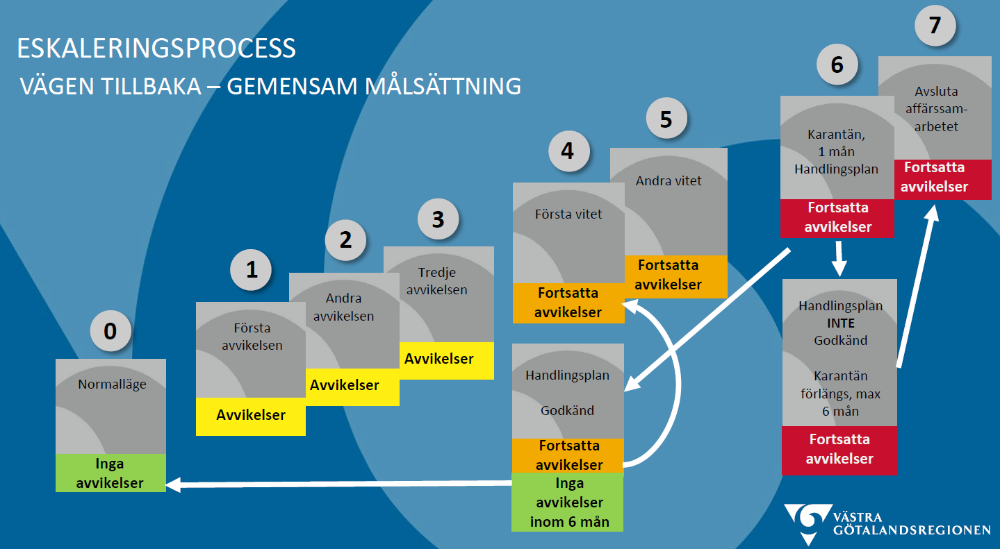 ESKALERINGSPROCESS
VÄGEN TILLBAKA – GEMENSAM MÅLSÄTTNING
0
Normalläge
Inga
avvikelser
1
Första
avvikelsen
Avvikelser
2
Andra
avvikelsen
Avvikelser
3
Tredje
avvikelsen
Avvikelser
4
Första vitet
Fortsatta
avvikelser
5
Andra vitet
Fortsatta
avvikelser
6
Karantän,
1 mån
Handlingsplan
Fortsatta
avvikelser
7
Avsluta
affärssam-
arbetet
Fortsatta
avvikelser
Handlingsplan
Godkänd
Fortsatta
avvikelser
Inga
avvikelser
inom 6 mån
Handlingsplan
INTE
Godkänd
Karantän
förlängs, max
6 mån
Fortsatta
avvikelser
VÄSTRA
GÖTALANDSREGIONEN